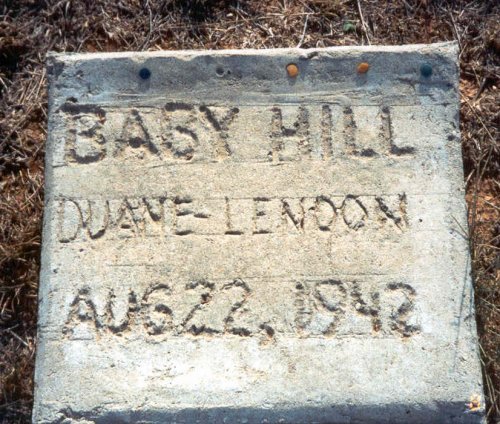 BABY HILL
DUANE LENDON
AUG 22, 1942